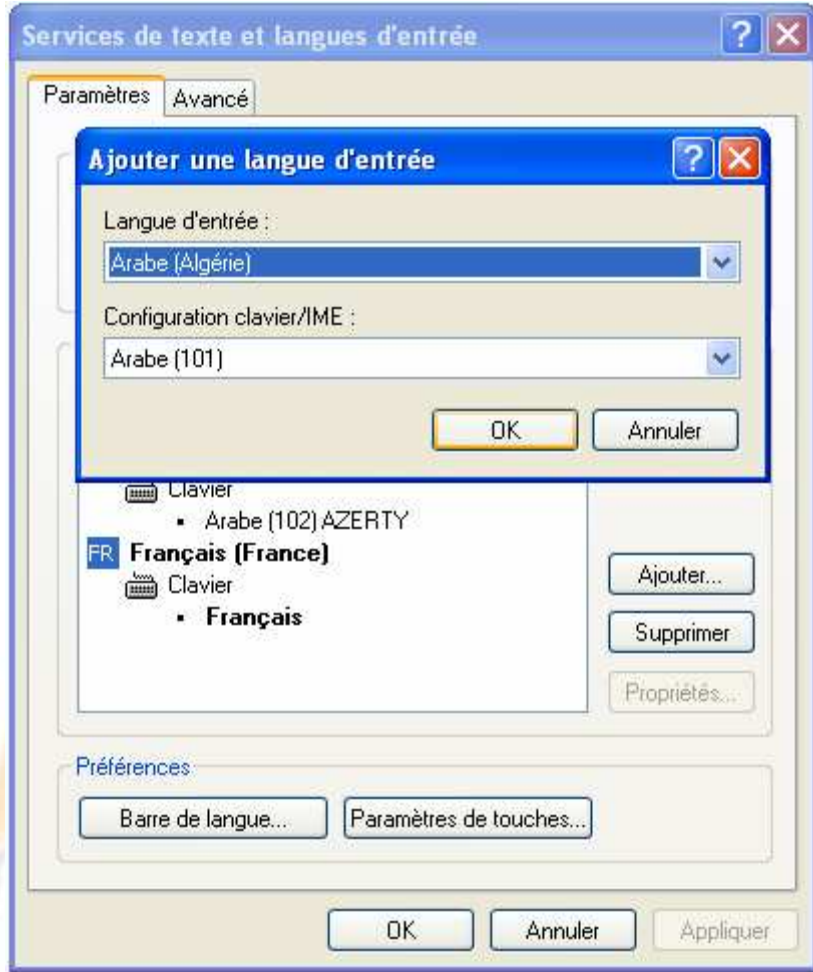 Services de texte et langues d'entrée
Paramètres
Avancé
Ajouter une langue d'entrée
Langue d'entrée :
Arabe (Algérie)
Configuration clavier/IME :
Arabe (101)
OK
Annuler
Clavier
Arabe (102) AZERTY
FR Français (France)
Clavier
Français
Ajouter...
Supprimer
Propriétés...
Préférences
Barre de langue...
Paramètres de touches...
OK
Annuler
Appliquer